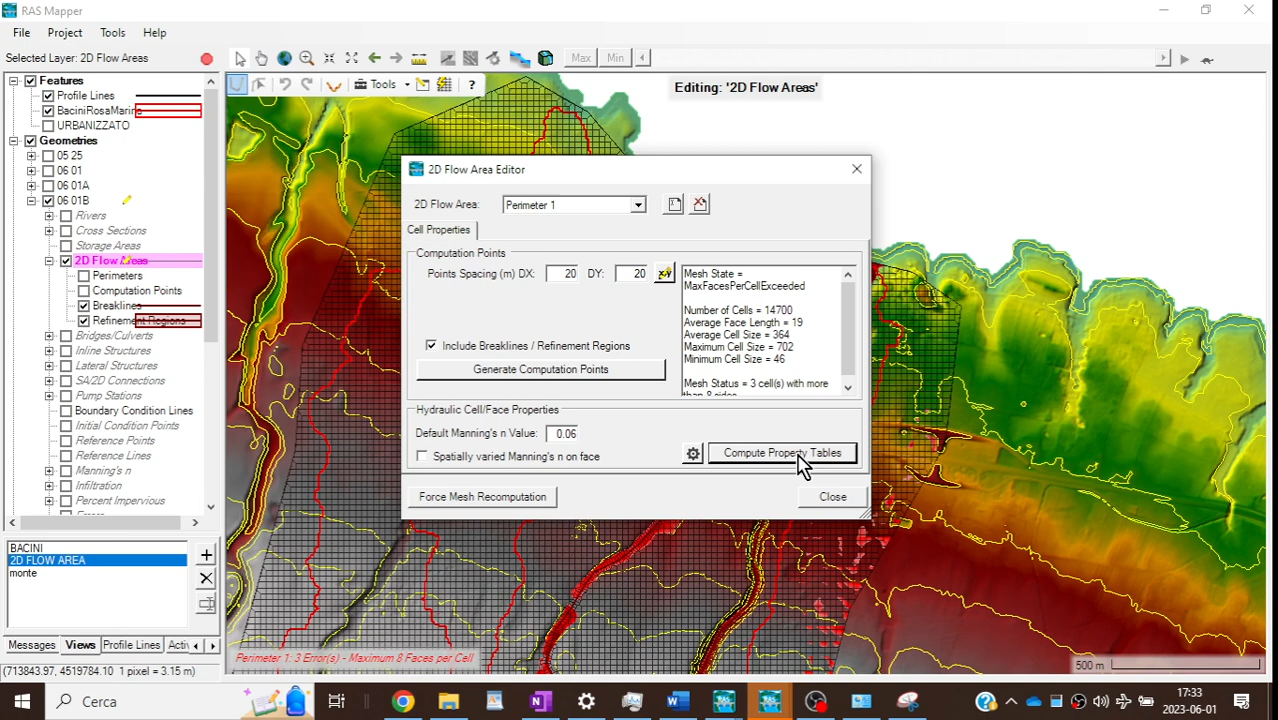 RAS Mapper
File Project Tools Help
Selected Layer: 2D Flow Areas
Max Min
Features
Profile Lines
BaciniRosaMarina
URBANIZZATO
Geometries
05 25
06 01
06 01A
06 01B
Rivers
Cross Sections
Storage Areas
2D Flow Areas
Perimeters
Computation Points
Breaklines
Refinement Regions
Bridges/Culverts
Inline Structures
Lateral Structures
SA/2D Connections
Pump Stations
Boundary Condition Lines
Initial Condition Points
Reference Points
Reference Lines
Manning's n
Infiltration
Percent Impervious
Errors
BACINI
2D FLOW AREA
monte
Messages Views Profile Lines Acti
(713843.97, 4519784.10 1 pixel = 3.15 m)
Tools ?
Editing: '2D Flow Areas'
2D Flow Area Editor
2D Flow Area: Perimeter 1
Cell Properties
Computation Points
Points Spacing (m) DX: 20 DY: 20
Include Breaklines / Refinement Regions
Generate Computation Points
Mesh State =
MaxFacesPerCellExceeded
Number of Cells = 14700
Average Face Length = 19
Average Cell Size = 364
Maximum Cell Size = 702
Minimum Cell Size = 46
Mesh Status = 3 cell(s) with more
than 8 sides
Hydraulic Cell/Face Properties
Default Manning's n Value: 0.06
Spatially varied Manning's n on face
Compute Property Tables
Force Mesh Recomputation
Close
Perimeter 1: 3 Error(s) - Maximum 8 Faces per Cell
500 m
Cerca
17:33
2023-06-01